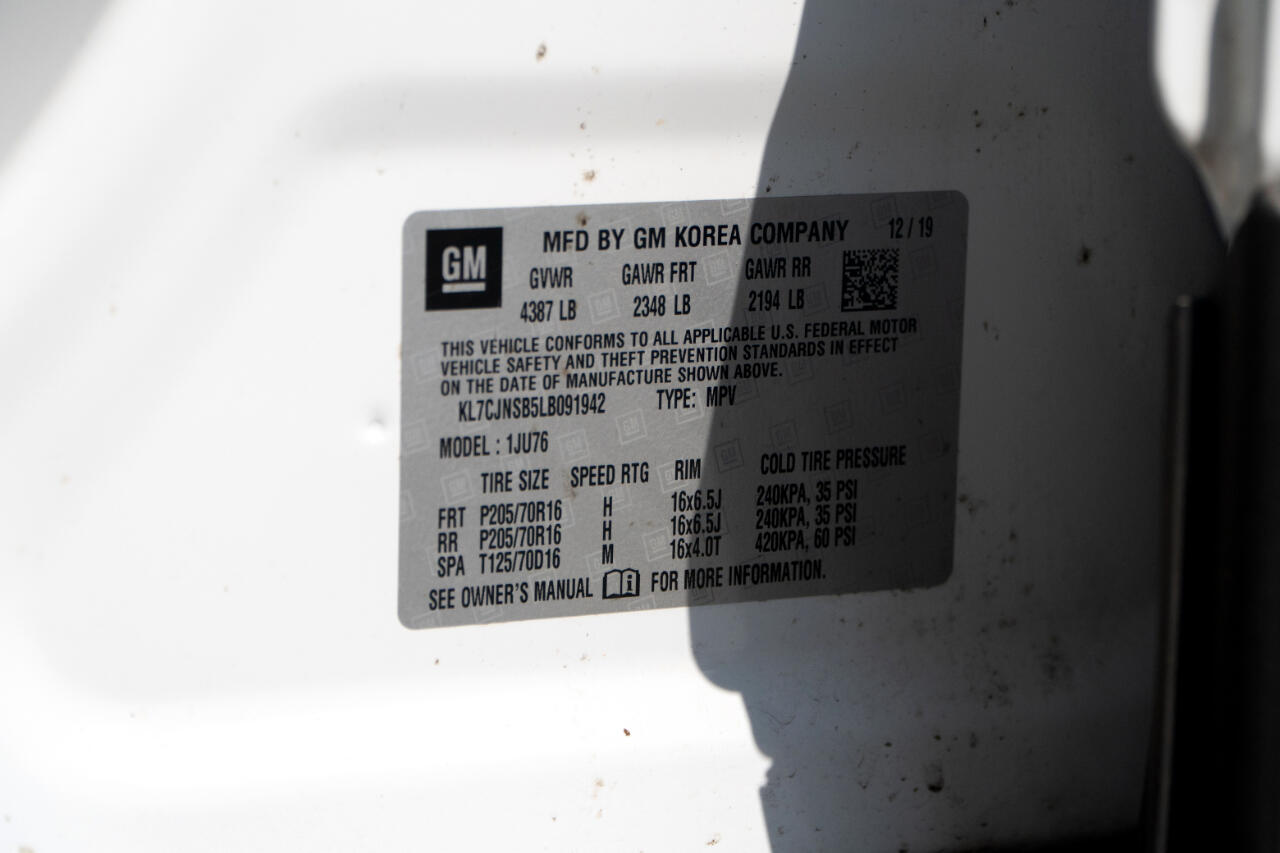 GM
MFD BY GM KOREA COMPANY 12 / 19
GVWR GAWR FRT GAWR RR
4387 LB 2348 LB 2194 LB
THIS VEHICLE CONFORMS TO ALL APPLICABLE U.S. FEDERAL MOTOR
VEHICLE SAFETY AND THEFT PREVENTION STANDARDS IN EFFECT
ON THE DATE OF MANUFACTURE SHOWN ABOVE.
KL7CJNSB5LB091942 TYPE: MPV
MODEL : 1JU76
TIRE SIZE SPEED RTG RIM COLD TIRE PRESSURE
FRT P205/70R16 H 16x6.5J 240KPA, 35 PSI
RR P205/70R16 H 16x6.5J 240KPA, 35 PSI
SPA T125/70D16 M 16x4.0T 420KPA, 60 PSI
SEE OWNER'S MANUAL FOR MORE INFORMATION.